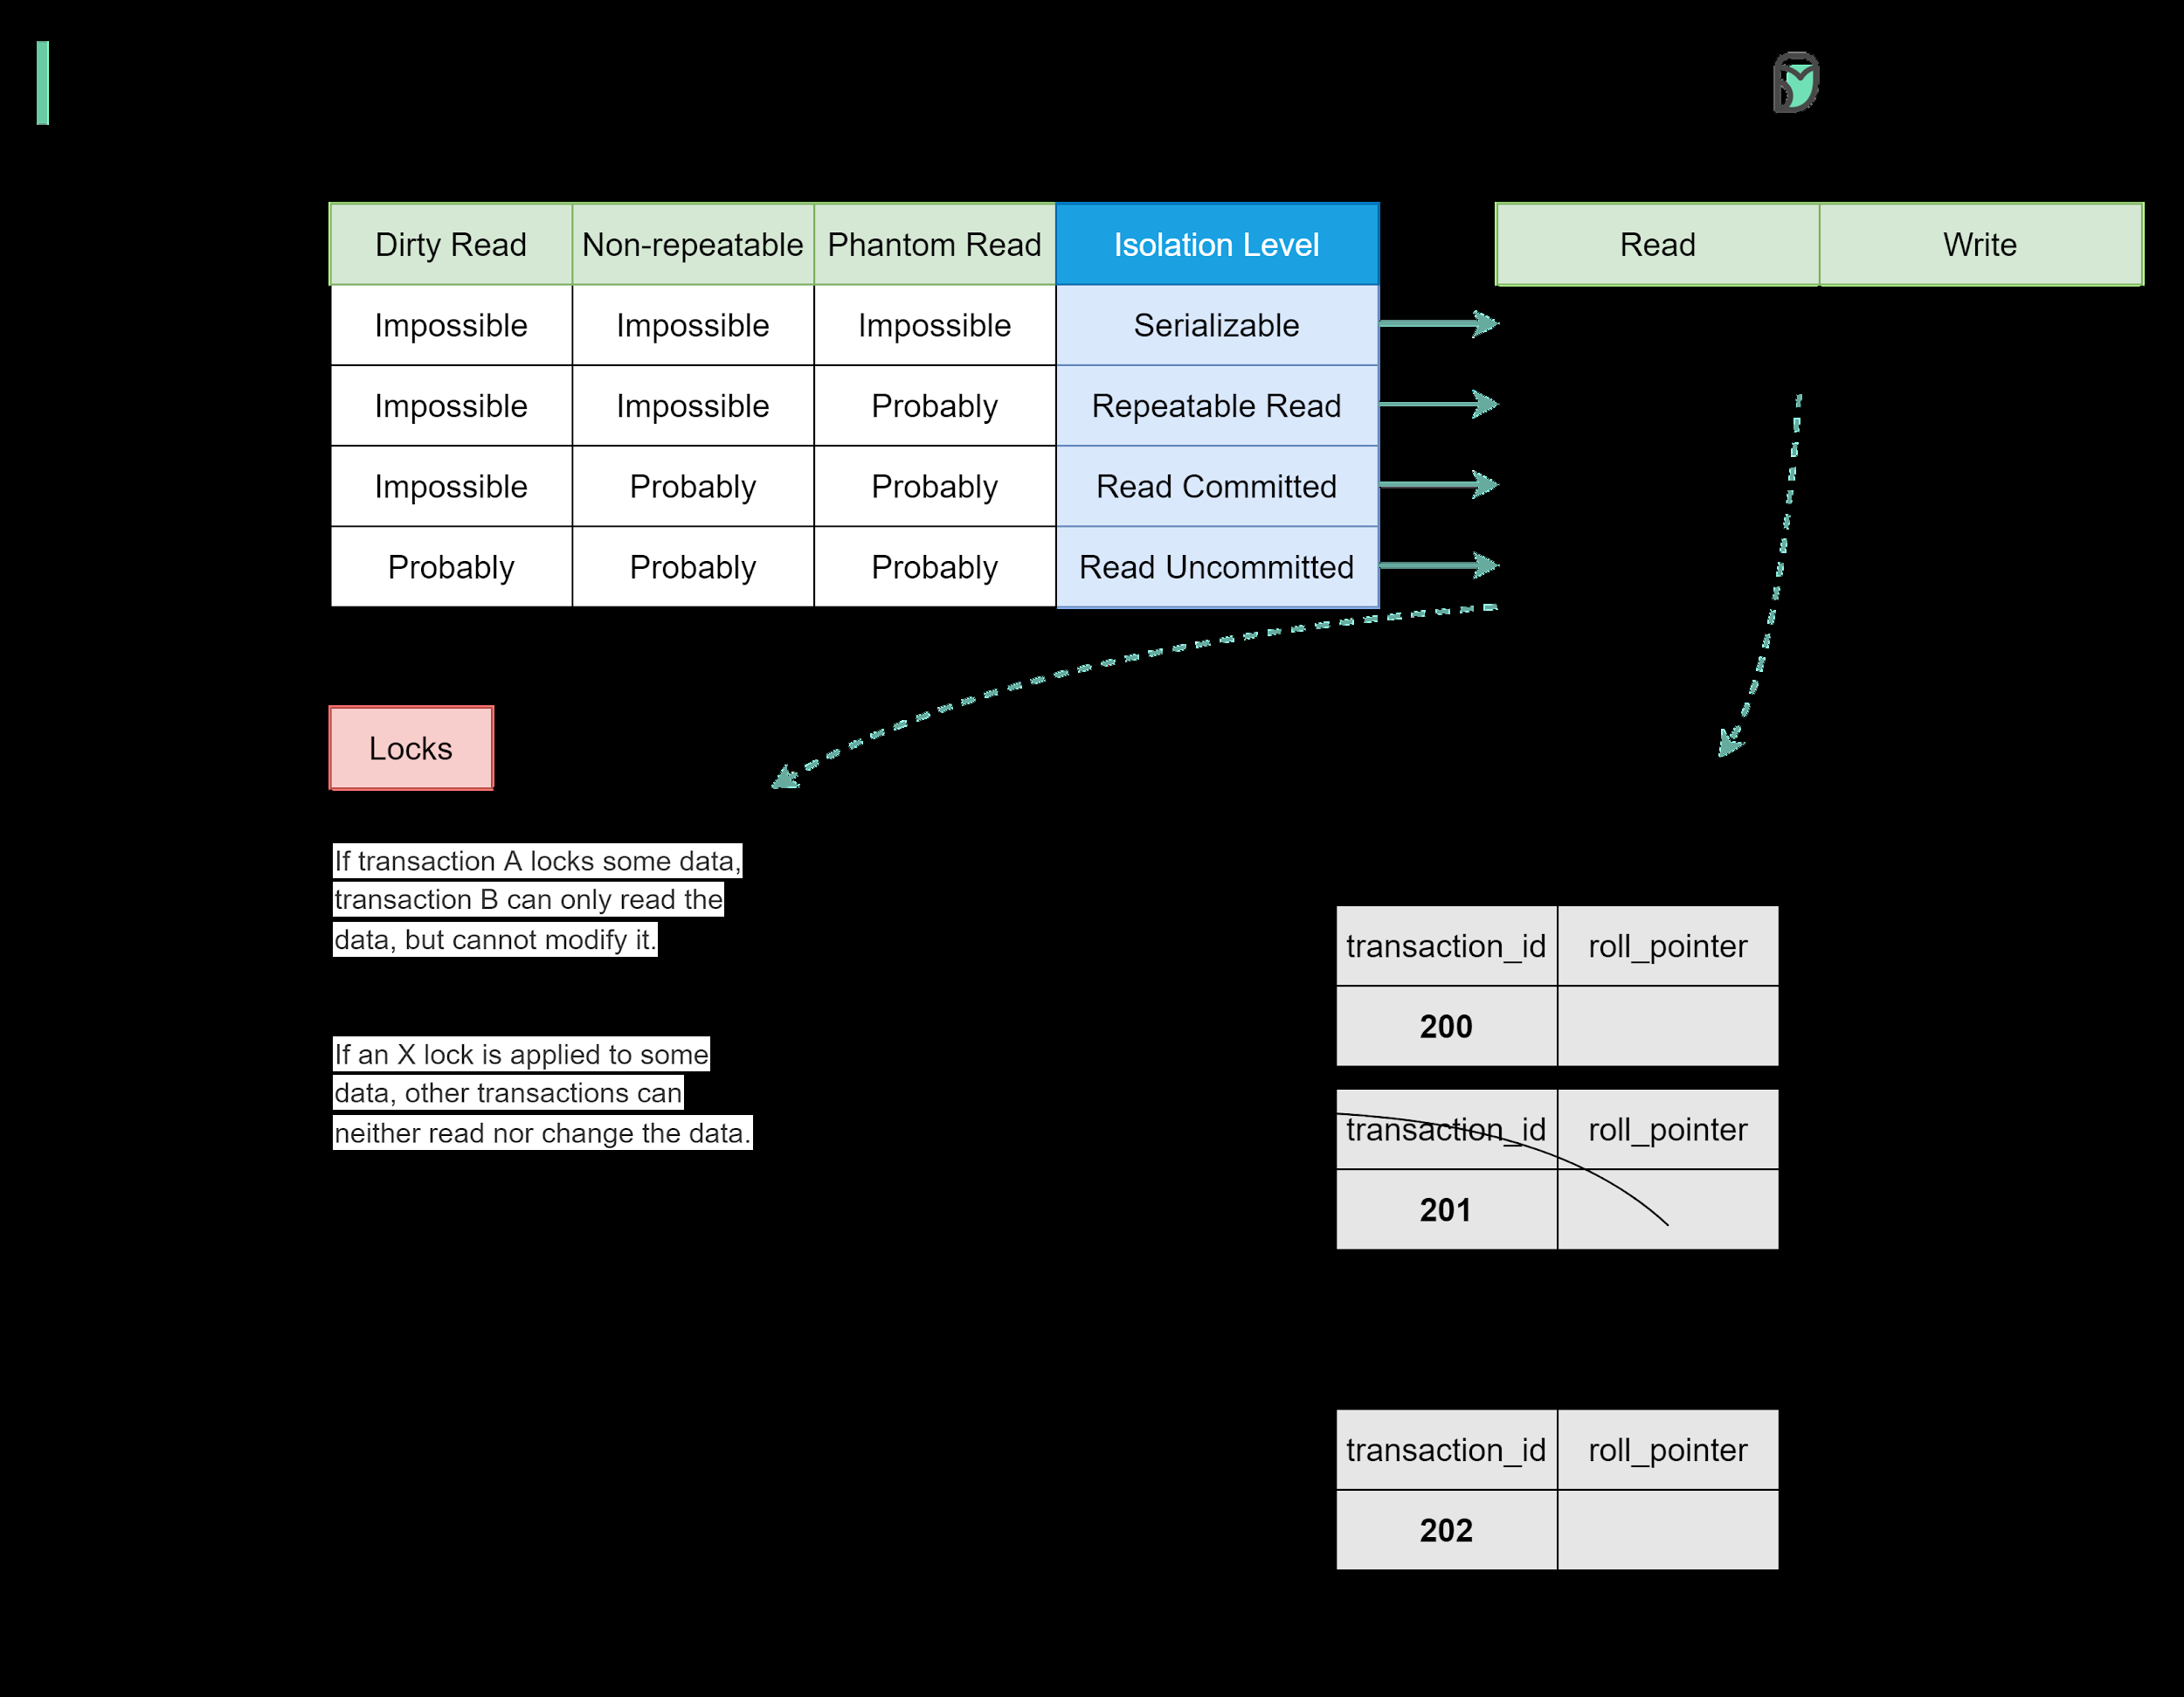 Dirty Read Non-repeatable Phantom Read Isolation Level Read Write
Impossible Impossible Impossible Serializable
Impossible Impossible Probably Repeatable Read
Impossible Probably Probably Read Committed
Probably Probably Probably Read Uncommitted
Locks
If transaction A locks some data,
transaction B can only read the
data, but cannot modify it.
If an X lock is applied to some
data, other transactions can
neither read nor change the data.
transaction_id roll_pointer
200
transaction_id roll_pointer
201
transaction_id roll_pointer
202